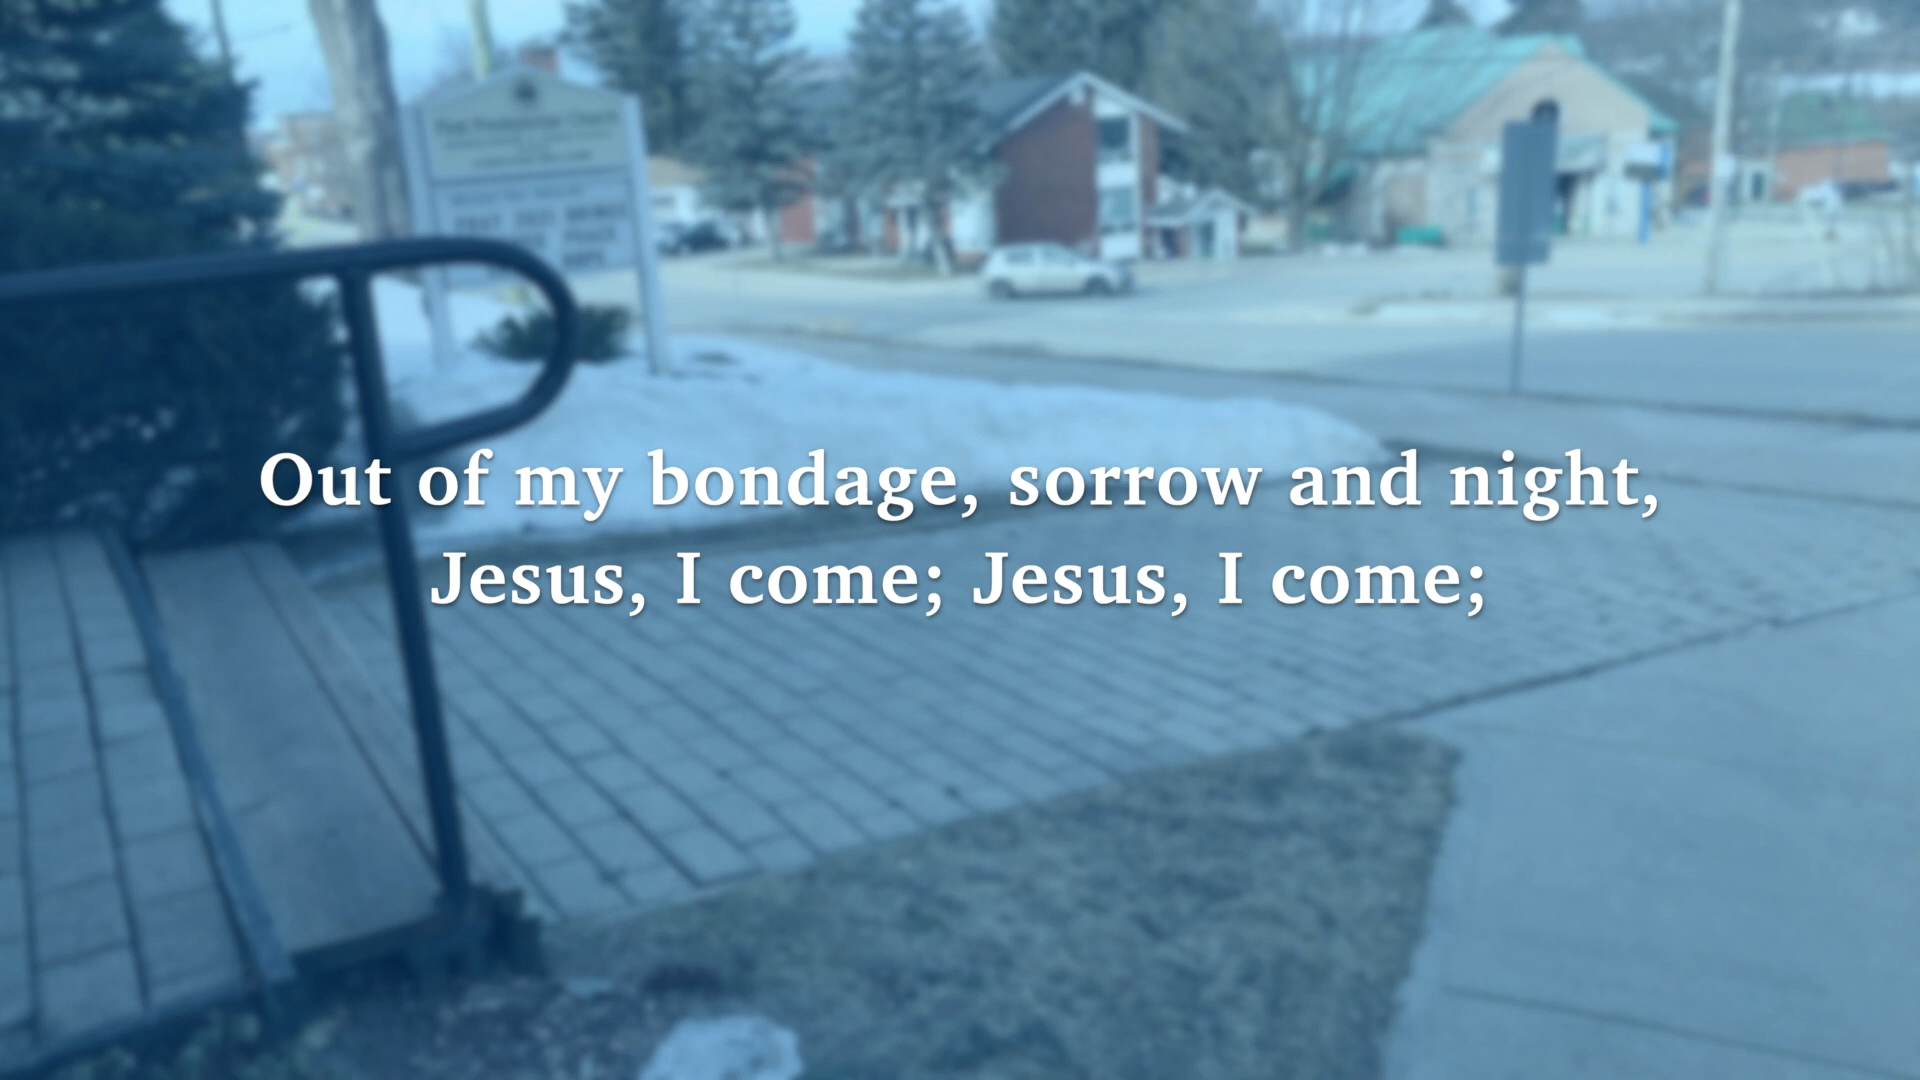 Out of my bondage, sorrow and night,
Jesus, I come; Jesus, I come;